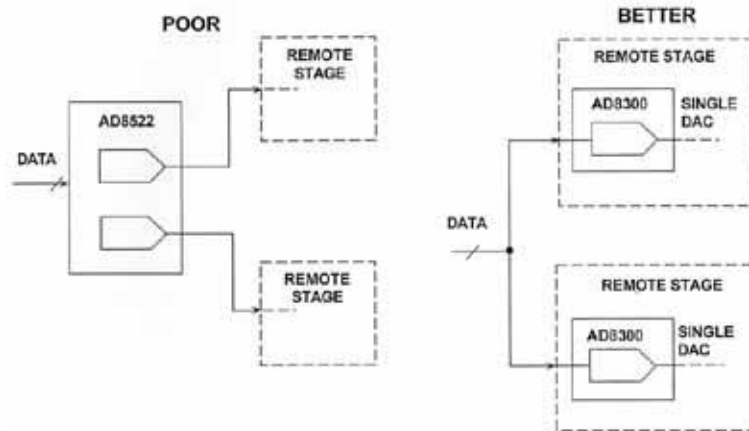 POOR
REMOTE
STAGE
AD8522
DATA
REMOTE
STAGE
BETTER
REMOTE STAGE
AD8300
SINGLE
DAC
DATA
REMOTE STAGE
AD8300
SINGLE
DAC